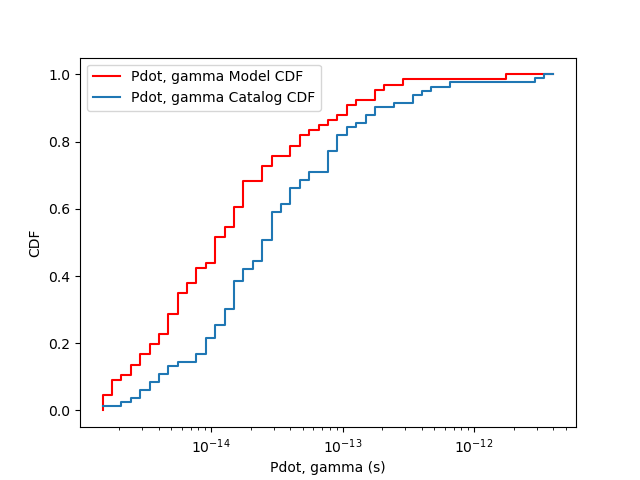 Pdot, gamma Model CDF
Pdot, gamma Catalog CDF
1.0
0.8
0.6
0.4
0.2
0.0
CDF
10⁻¹⁴ 10⁻¹³ 10⁻¹²
Pdot, gamma (s)